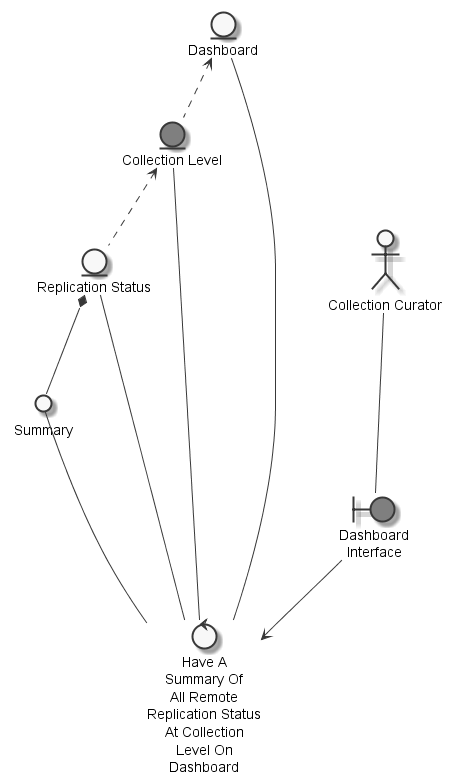 Dashboard
Collection Level
Replication Status
Collection Curator
Summary
Dashboard
Interface
Have A
Summary Of
All Remote
Replication Status
At Collection
Level On
Dashboard